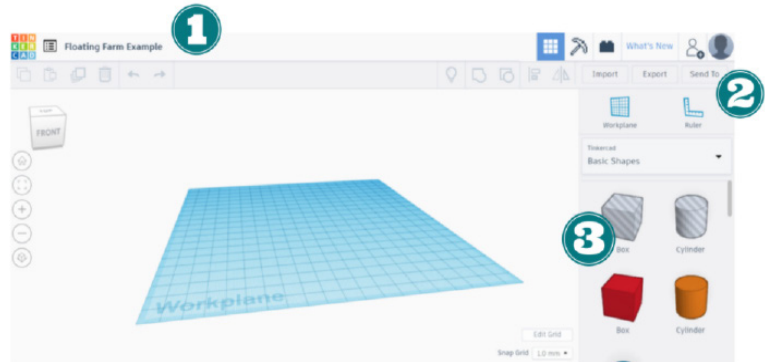 TIN
KER
CAD
Floating Farm Example
1
What's New
Import
Export
Send To
2
FRONT
Workplane
Ruler
Tinkercad
Basic Shapes
3
Box
Cylinder
Box
Cylinder
Workplane
Edit Grid
Snap Grid 1.0 mm